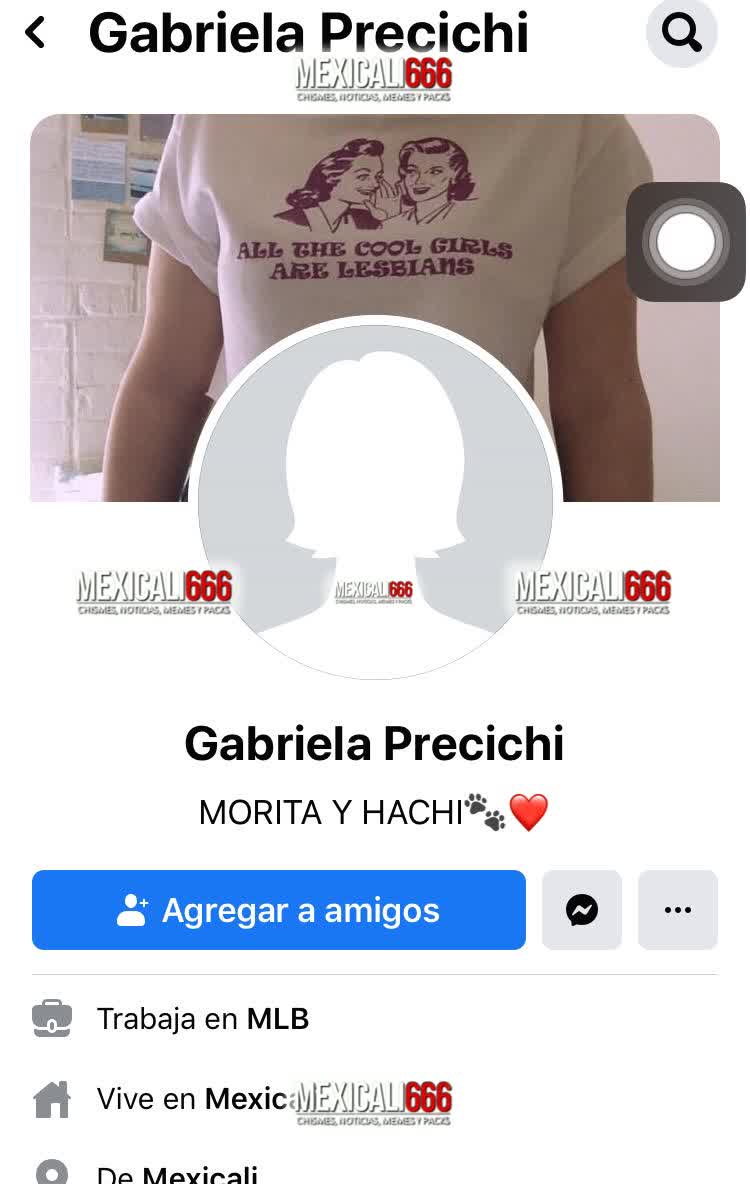 Gabriela Precichi
MEXICALI666
CHISMES, NOTICIAS, MEMES Y PACKS
ALL THE COOL GIRLS
ARE LESBIANS
MEXICALI666
CHISMES, NOTICIAS, MEMES Y PACKS
MEXICALI666
CHISMES, NOTICIAS, MEMES Y PACKS
MEXICALI666
CHISMES, NOTICIAS, MEMES Y PACKS
Gabriela Precichi
MORITA Y HACHI🐾❤️
Agregar a amigos
Trabaja en MLB
Vive en Mexica
MEXICALI666
CHISMES, NOTICIAS, MEMES Y PACKS
De Mexicali